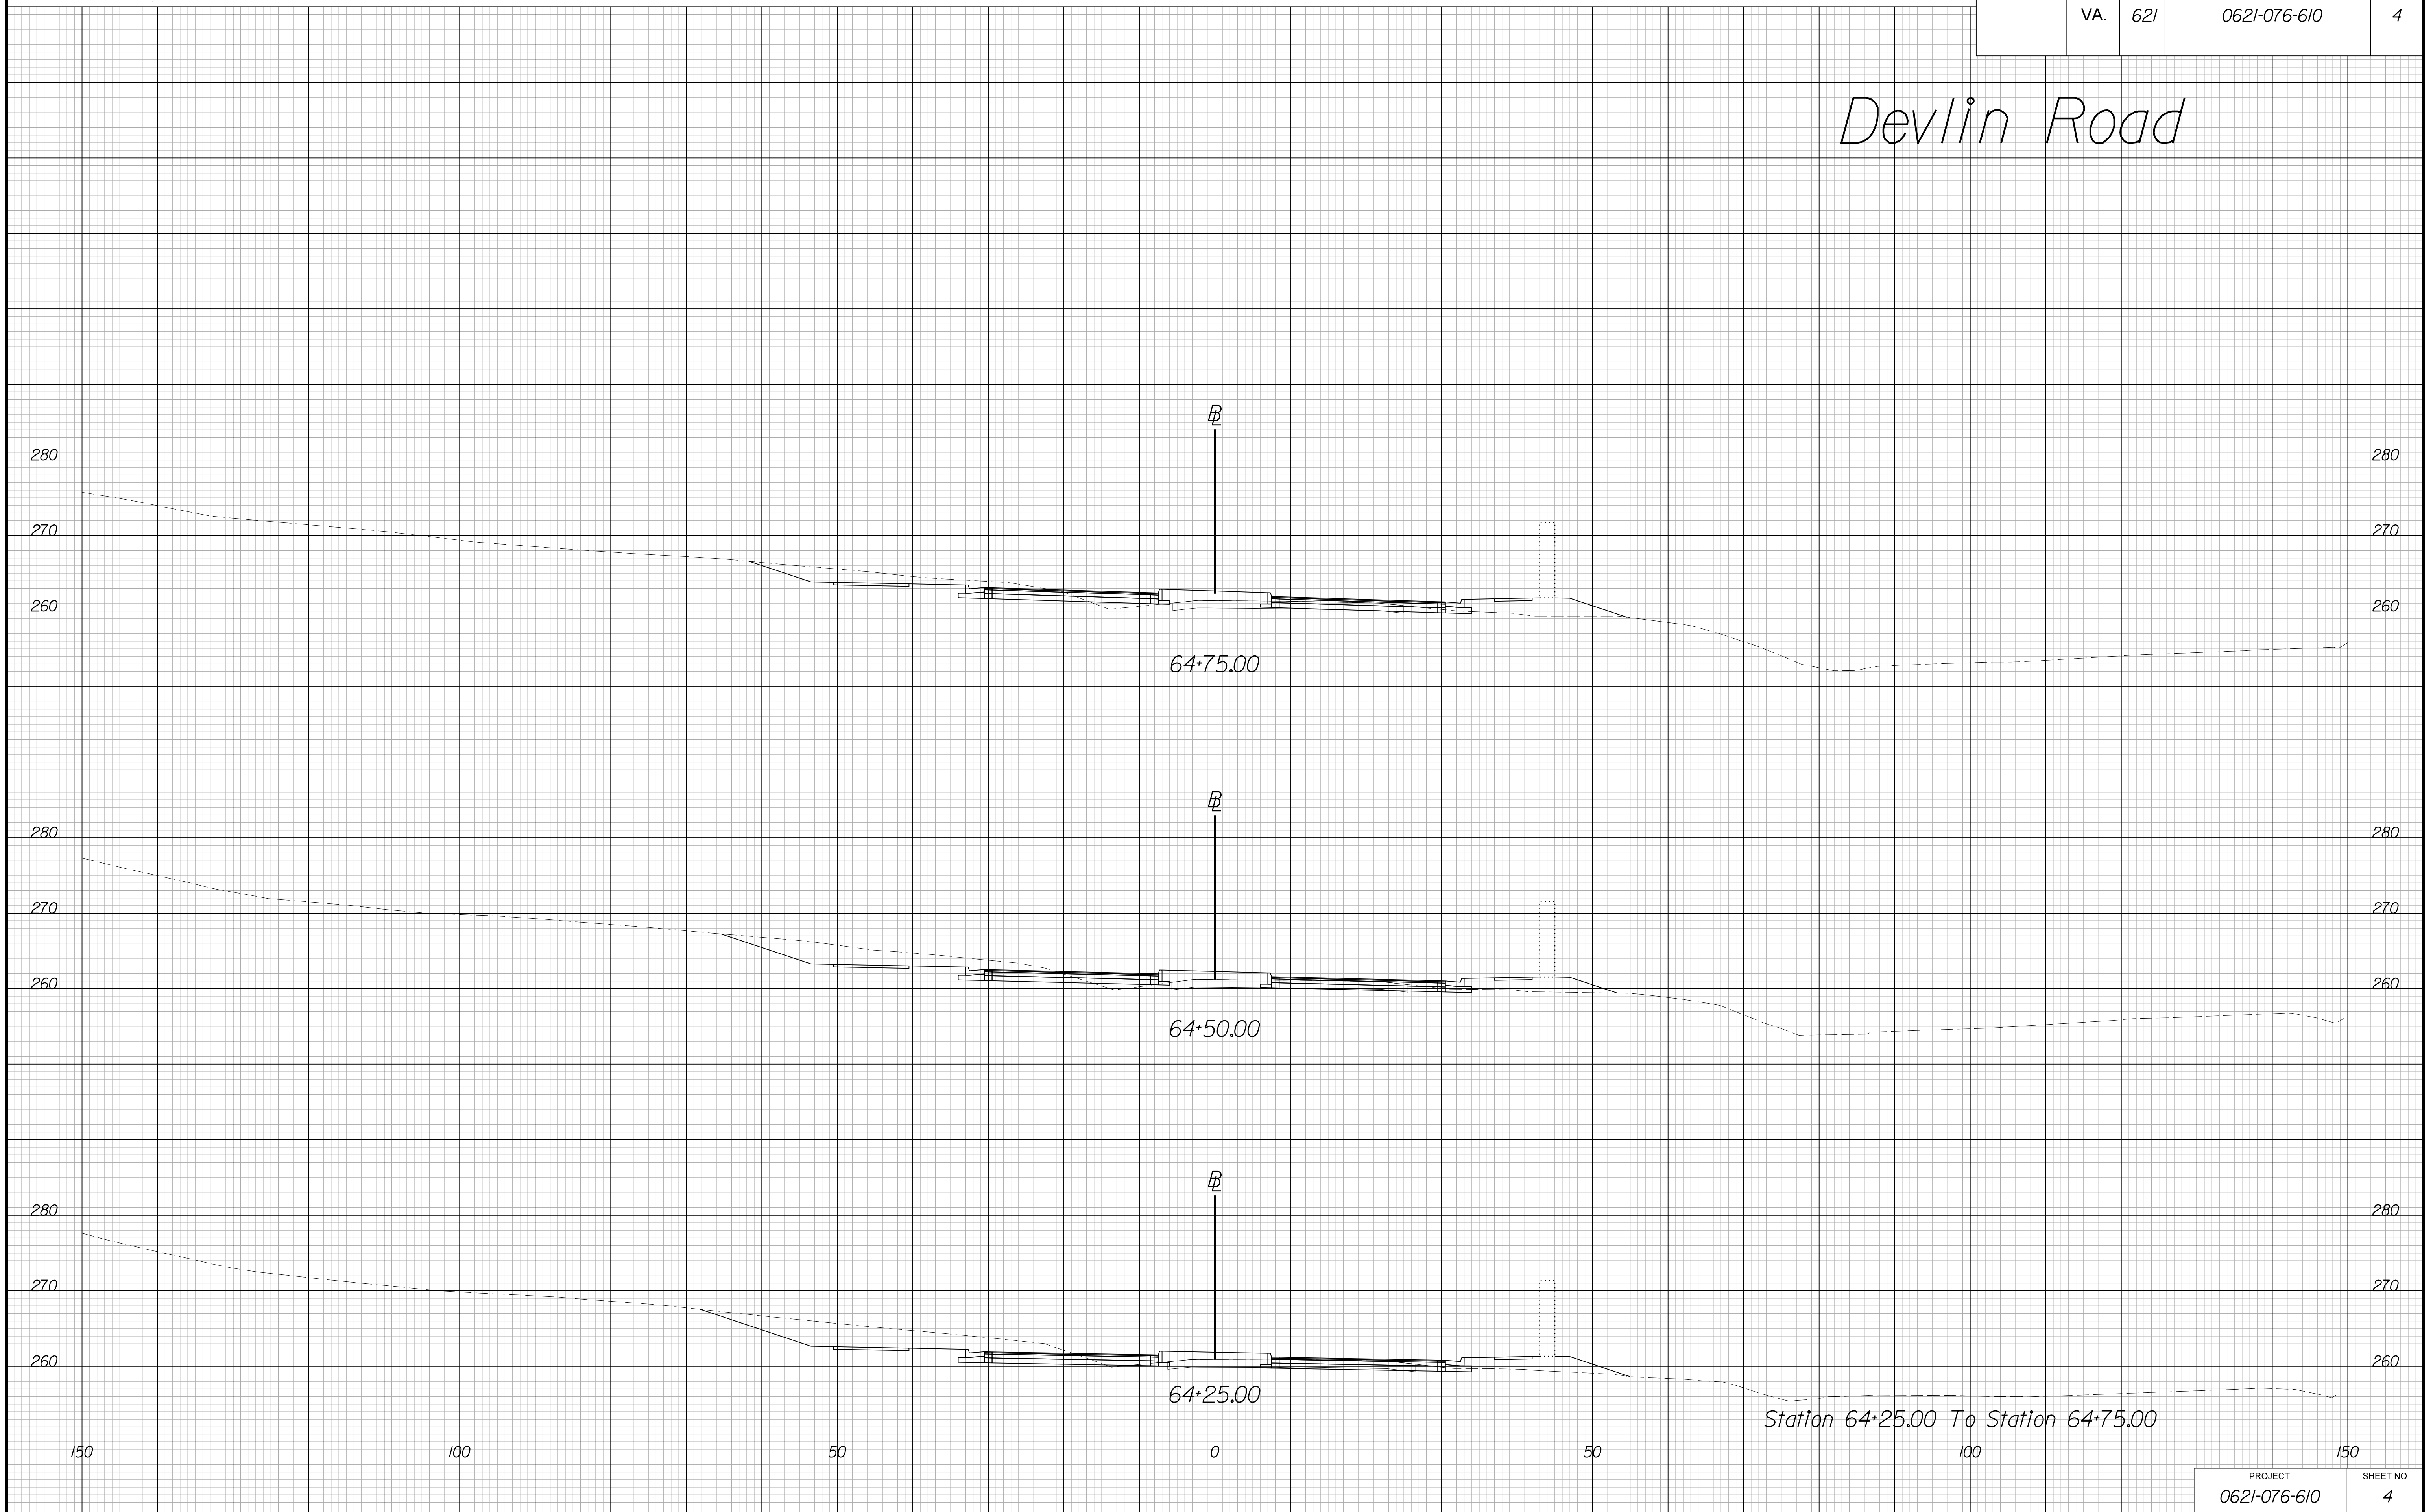 VA. 621 0621-076-610 4
Devlin Road
BL
280 280
270 270
260 260
64+75.00
BL
280 280
270 270
260 260
64+50.00
BL
280 280
270 270
260 260
64+25.00
Station 64+25.00 To Station 64+75.00
150 100 50 0 50 100 150
PROJECT SHEET NO.
0621-076-610 4